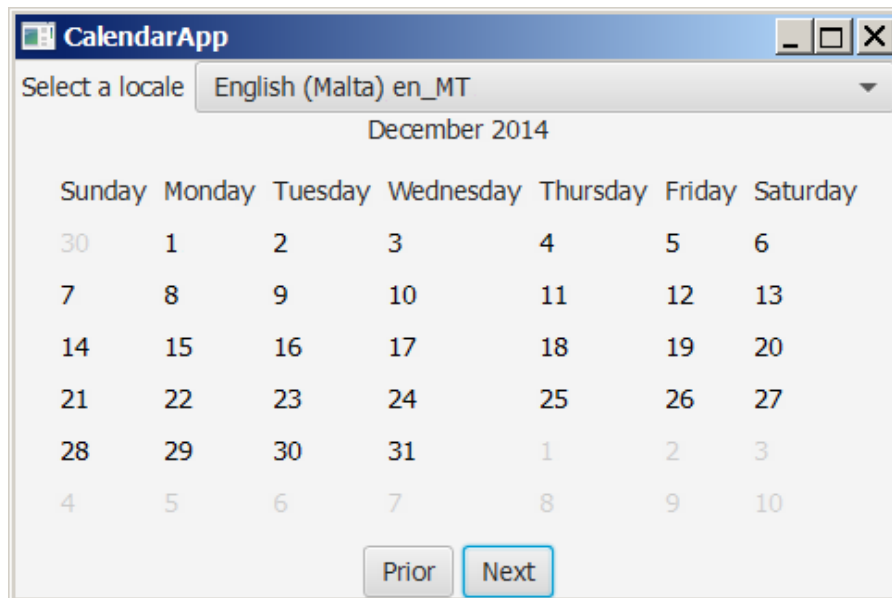 CalendarApp
Select a locale English (Malta) en_MT
December 2014
Sunday Monday Tuesday Wednesday Thursday Friday Saturday
30 1 2 3 4 5 6
7 8 9 10 11 12 13
14 15 16 17 18 19 20
21 22 23 24 25 26 27
28 29 30 31 1 2 3
4 5 6 7 8 9 10
Prior Next